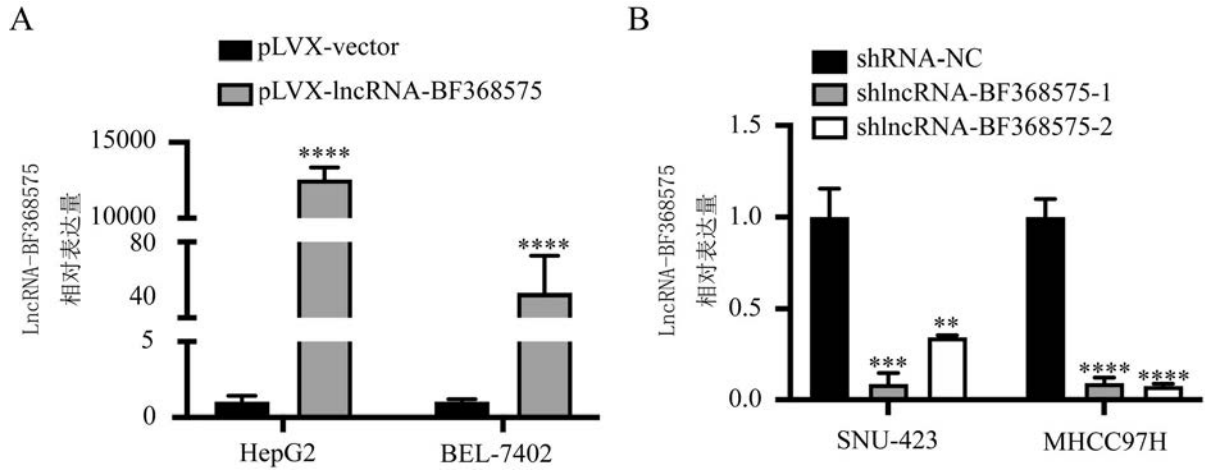 A
pLVX-vector
pLVX-lncRNA-BF368575
LncRNA-BF368575
相对表达量
15000
10000
80
40
5
0
****
****
HepG2
BEL-7402
B
shRNA-NC
shlncRNA-BF368575-1
shlncRNA-BF368575-2
LncRNA-BF368575
相对表达量
1.5
1.0
0.5
0.0
***
**
****
****
SNU-423
MHCC97H